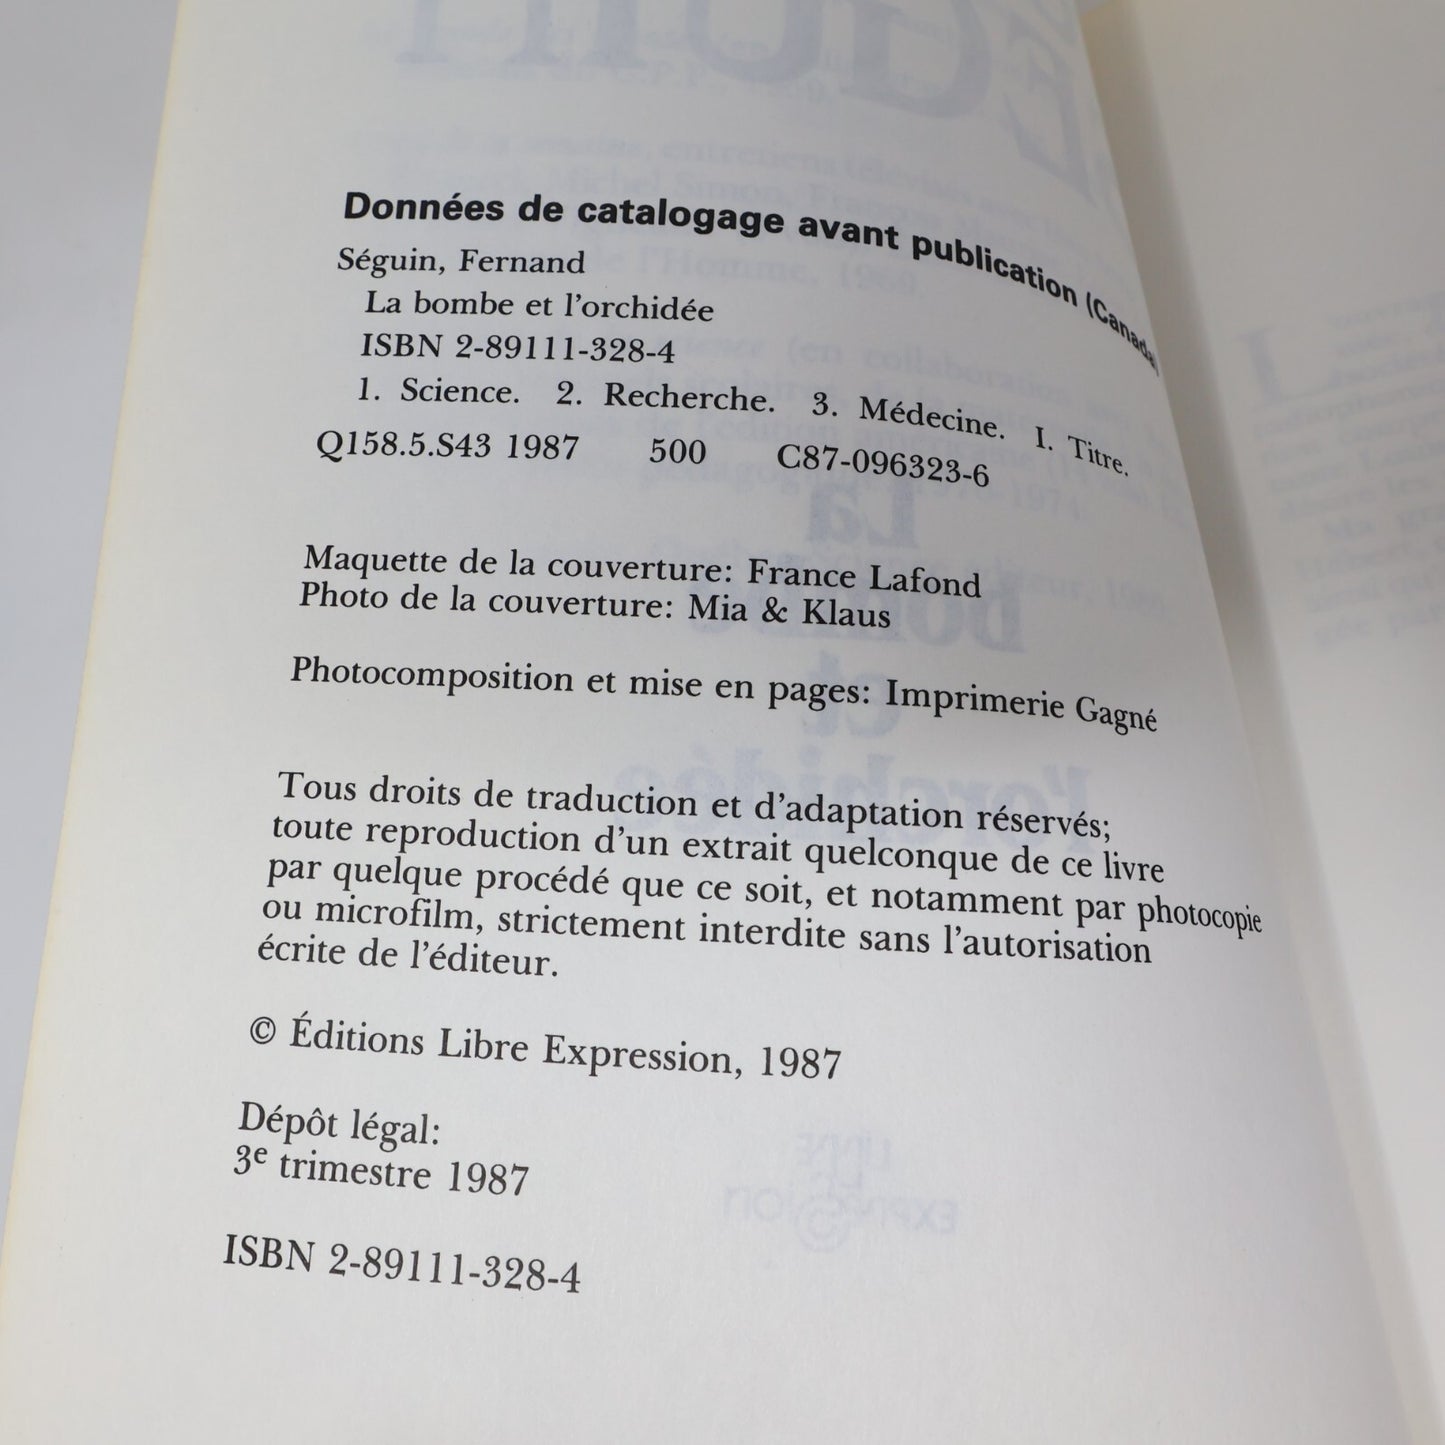 Données de catalogage avant publication (Canada)
Séguin, Fernand
La bombe et l'orchidée
ISBN 2-89111-328-4
1. Science. 2. Recherche. 3. Médecine. I. Titre.
Q158.5.S43 1987 500 C87-096323-6
Maquette de la couverture: France Lafond
Photo de la couverture: Mia & Klaus
Photocomposition et mise en pages: Imprimerie Gagné
Tous droits de traduction et d'adaptation réservés;
toute reproduction d'un extrait quelconque de ce livre
par quelque procédé que ce soit, et notamment par photocopie
ou microfilm, strictement interdite sans l'autorisation
écrite de l'éditeur.
© Éditions Libre Expression, 1987
Dépôt légal:
3e trimestre 1987
ISBN 2-89111-328-4